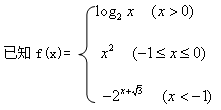 已知 f(x)= { log₂ x (x>0)
x² (−1≤x≤0)
−2^(x+√3) (x<−1)